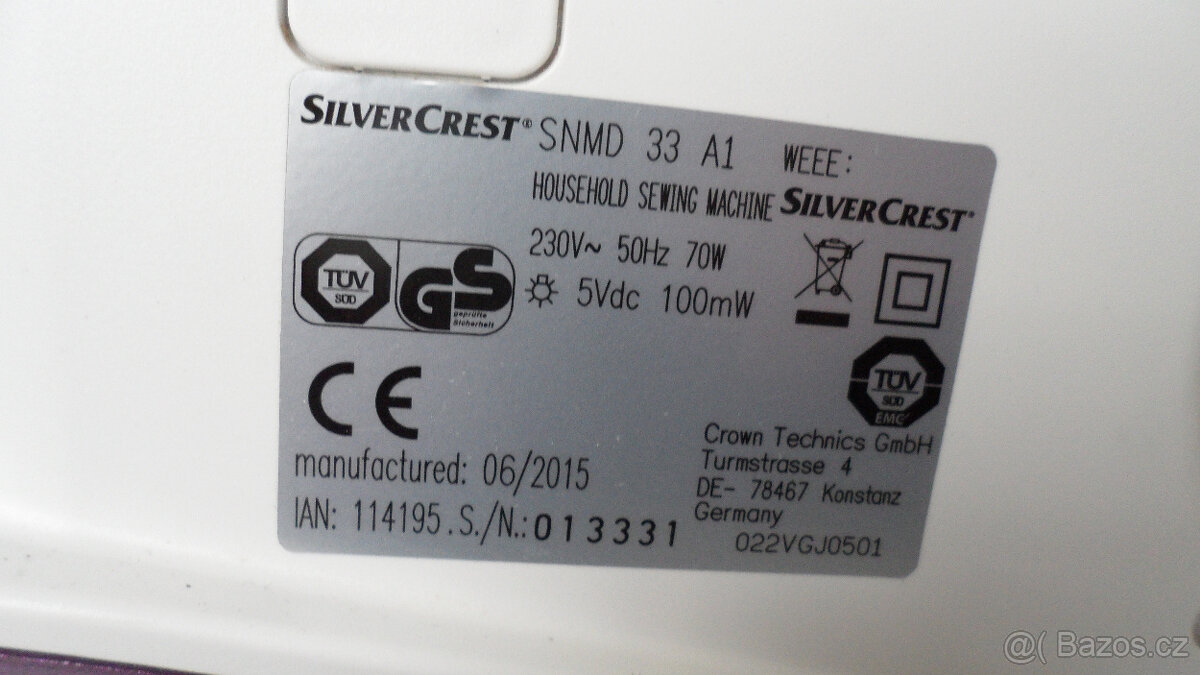 SILVERCREST® SNMD 33 A1
HOUSEHOLD SEWING MACHINE
230V~ 50Hz 70W
5Vdc 100mW
WEEE:
SILVERCREST®
TÜV
SÜD
GS
geprüfte
Sicherheit
TÜV
SÜD
EMC
CE
manufactured: 06/2015
IAN: 114195.S./N.: 013331
Crown Technics GmbH
Turmstrasse 4
DE- 78467 Konstanz
Germany
022VGJ0501
@( Bazos.cz